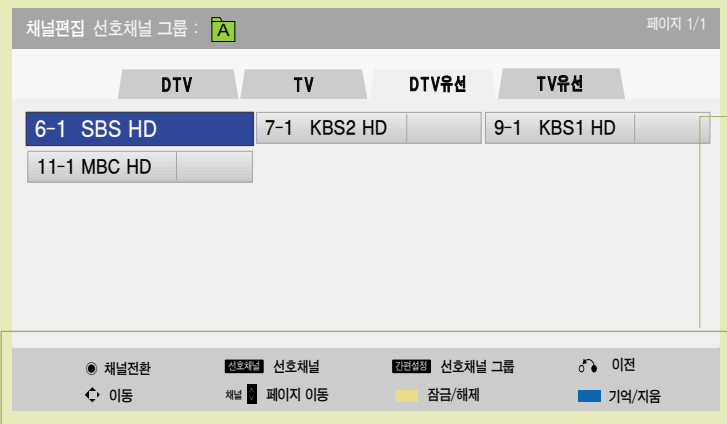 채널편집 선호채널 그룹 : A 페이지 1/1
DTV TV DTV유선 TV유선
6-1 SBS HD 7-1 KBS2 HD 9-1 KBS1 HD
11-1 MBC HD
채널전환 선호채널 선호채널 간편설정 선호채널 그룹 이전
이동 채널 페이지 이동 잠금/해제 기억/지움